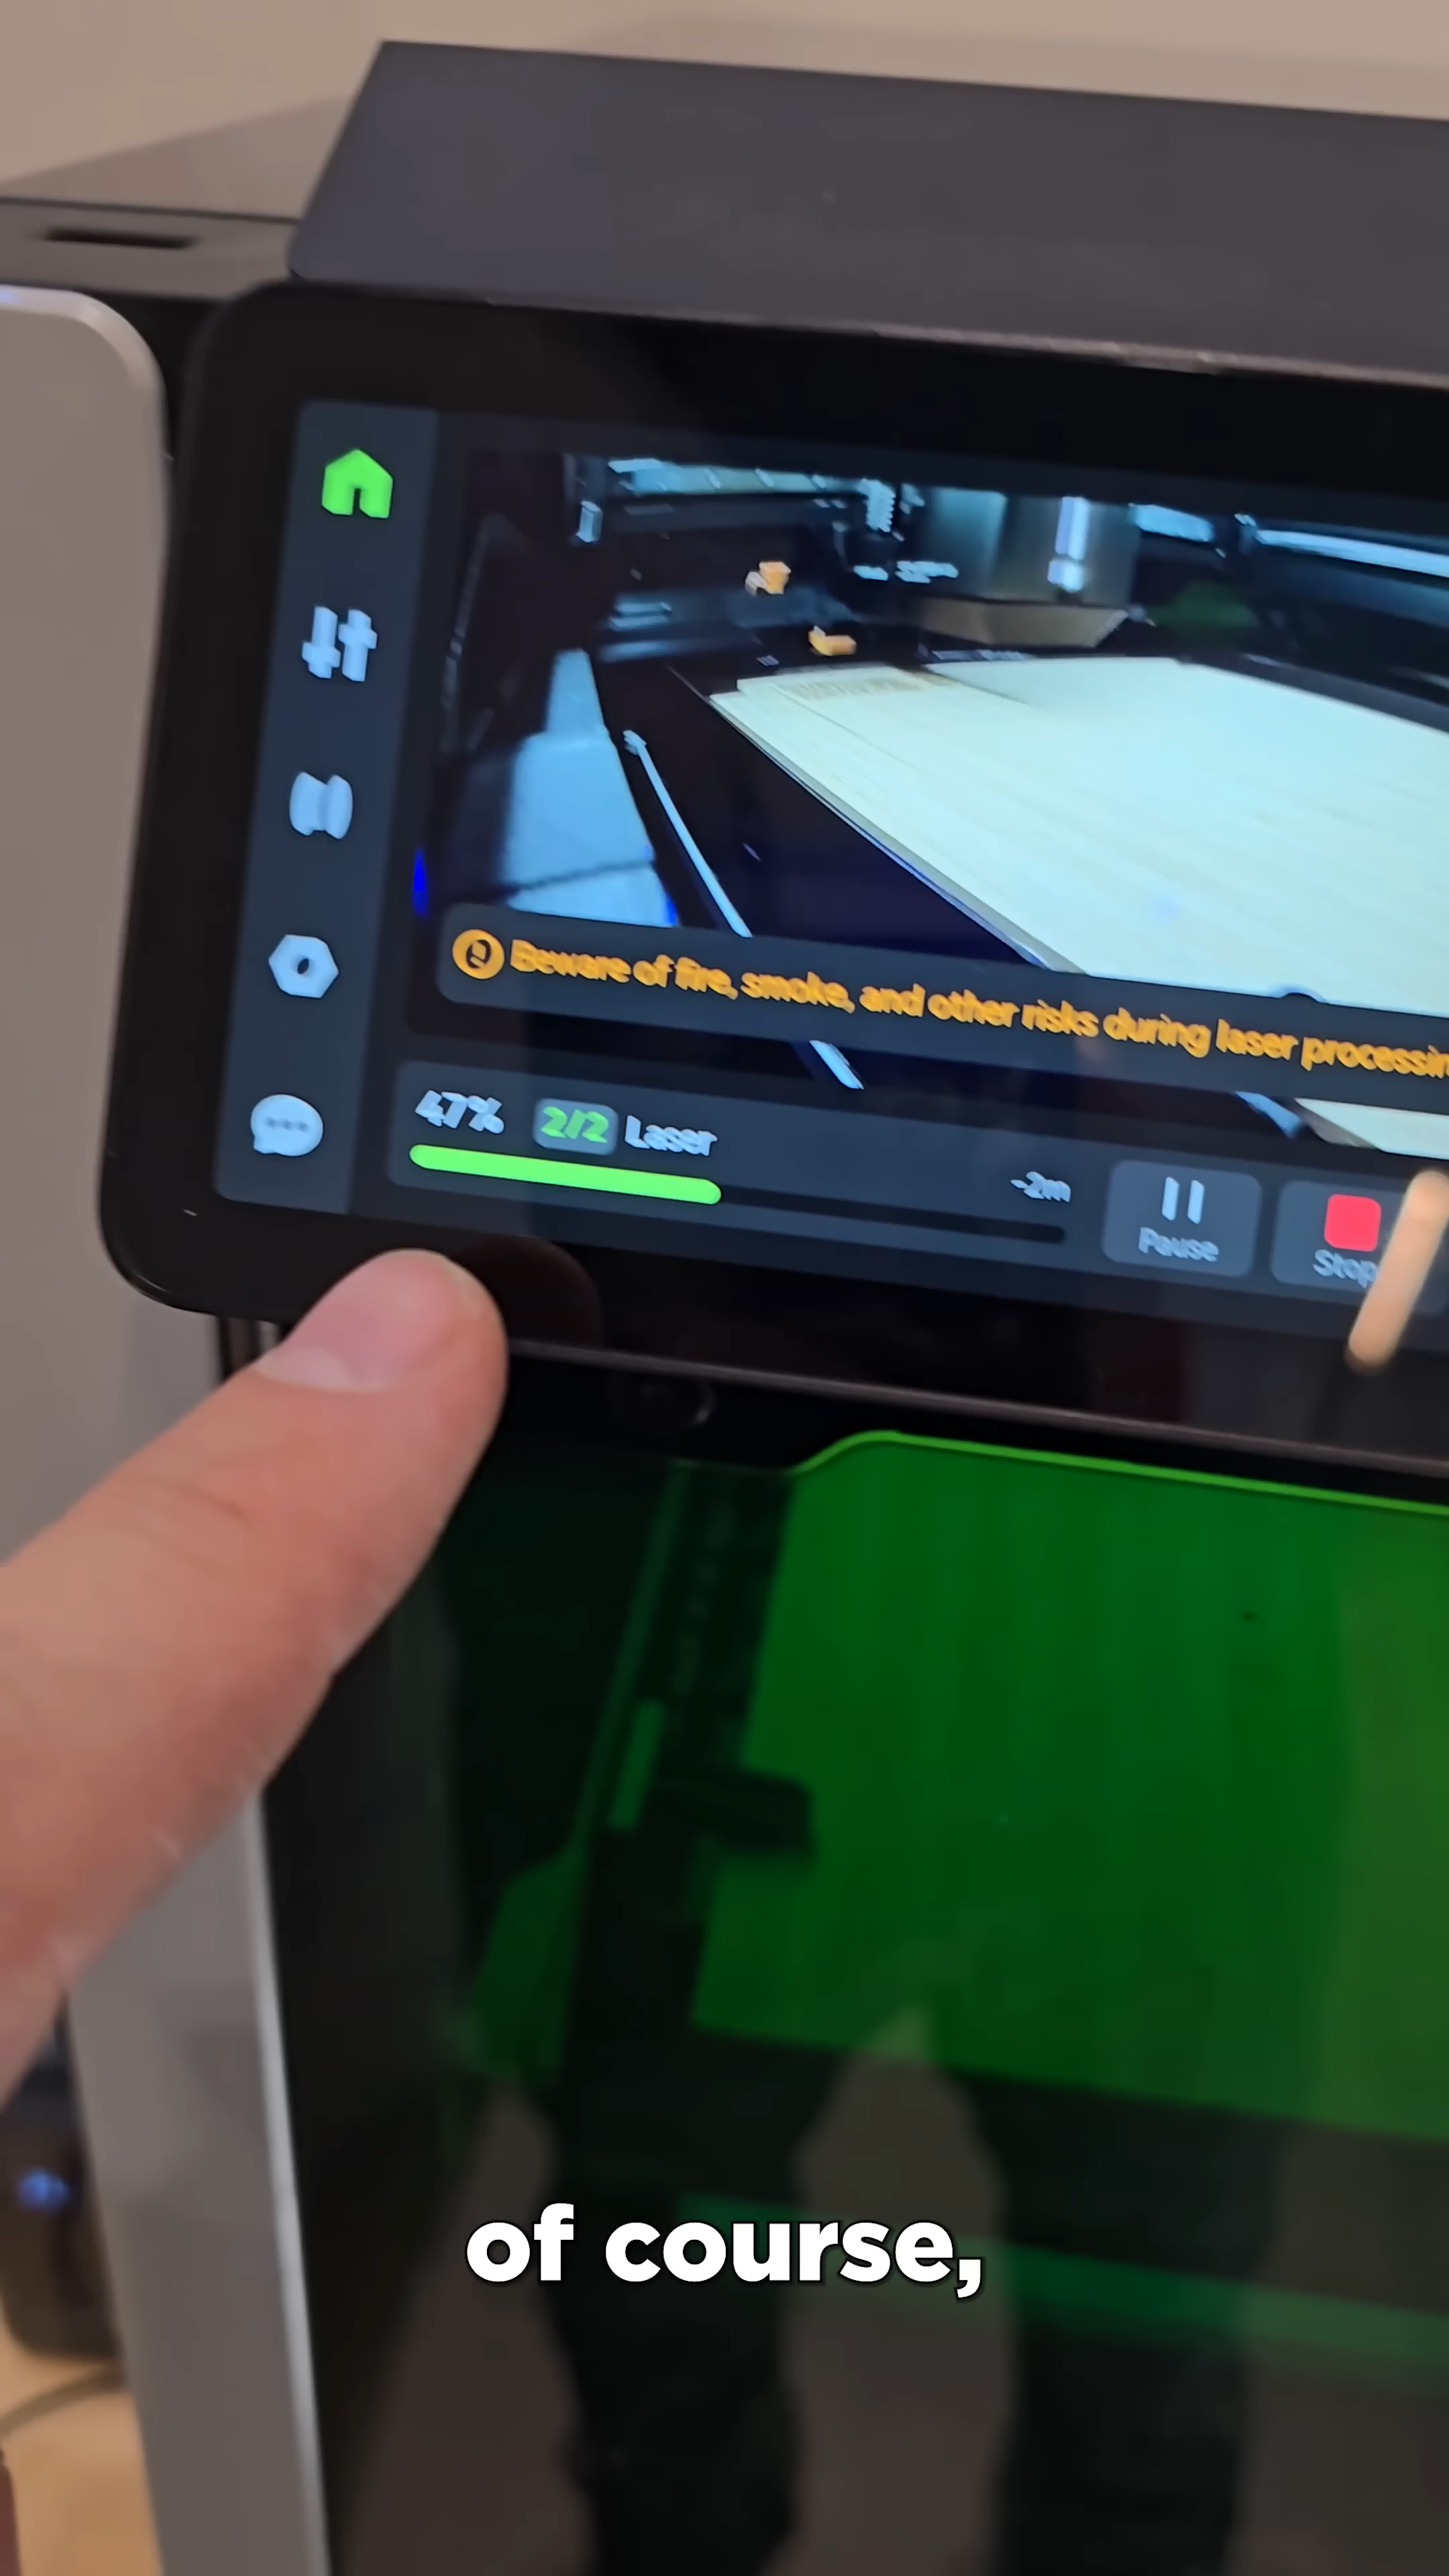 Beware of fire, smoke, and other risks during laser processin
47% 2/2 Laser
-2m
Pause
Stop
of course,